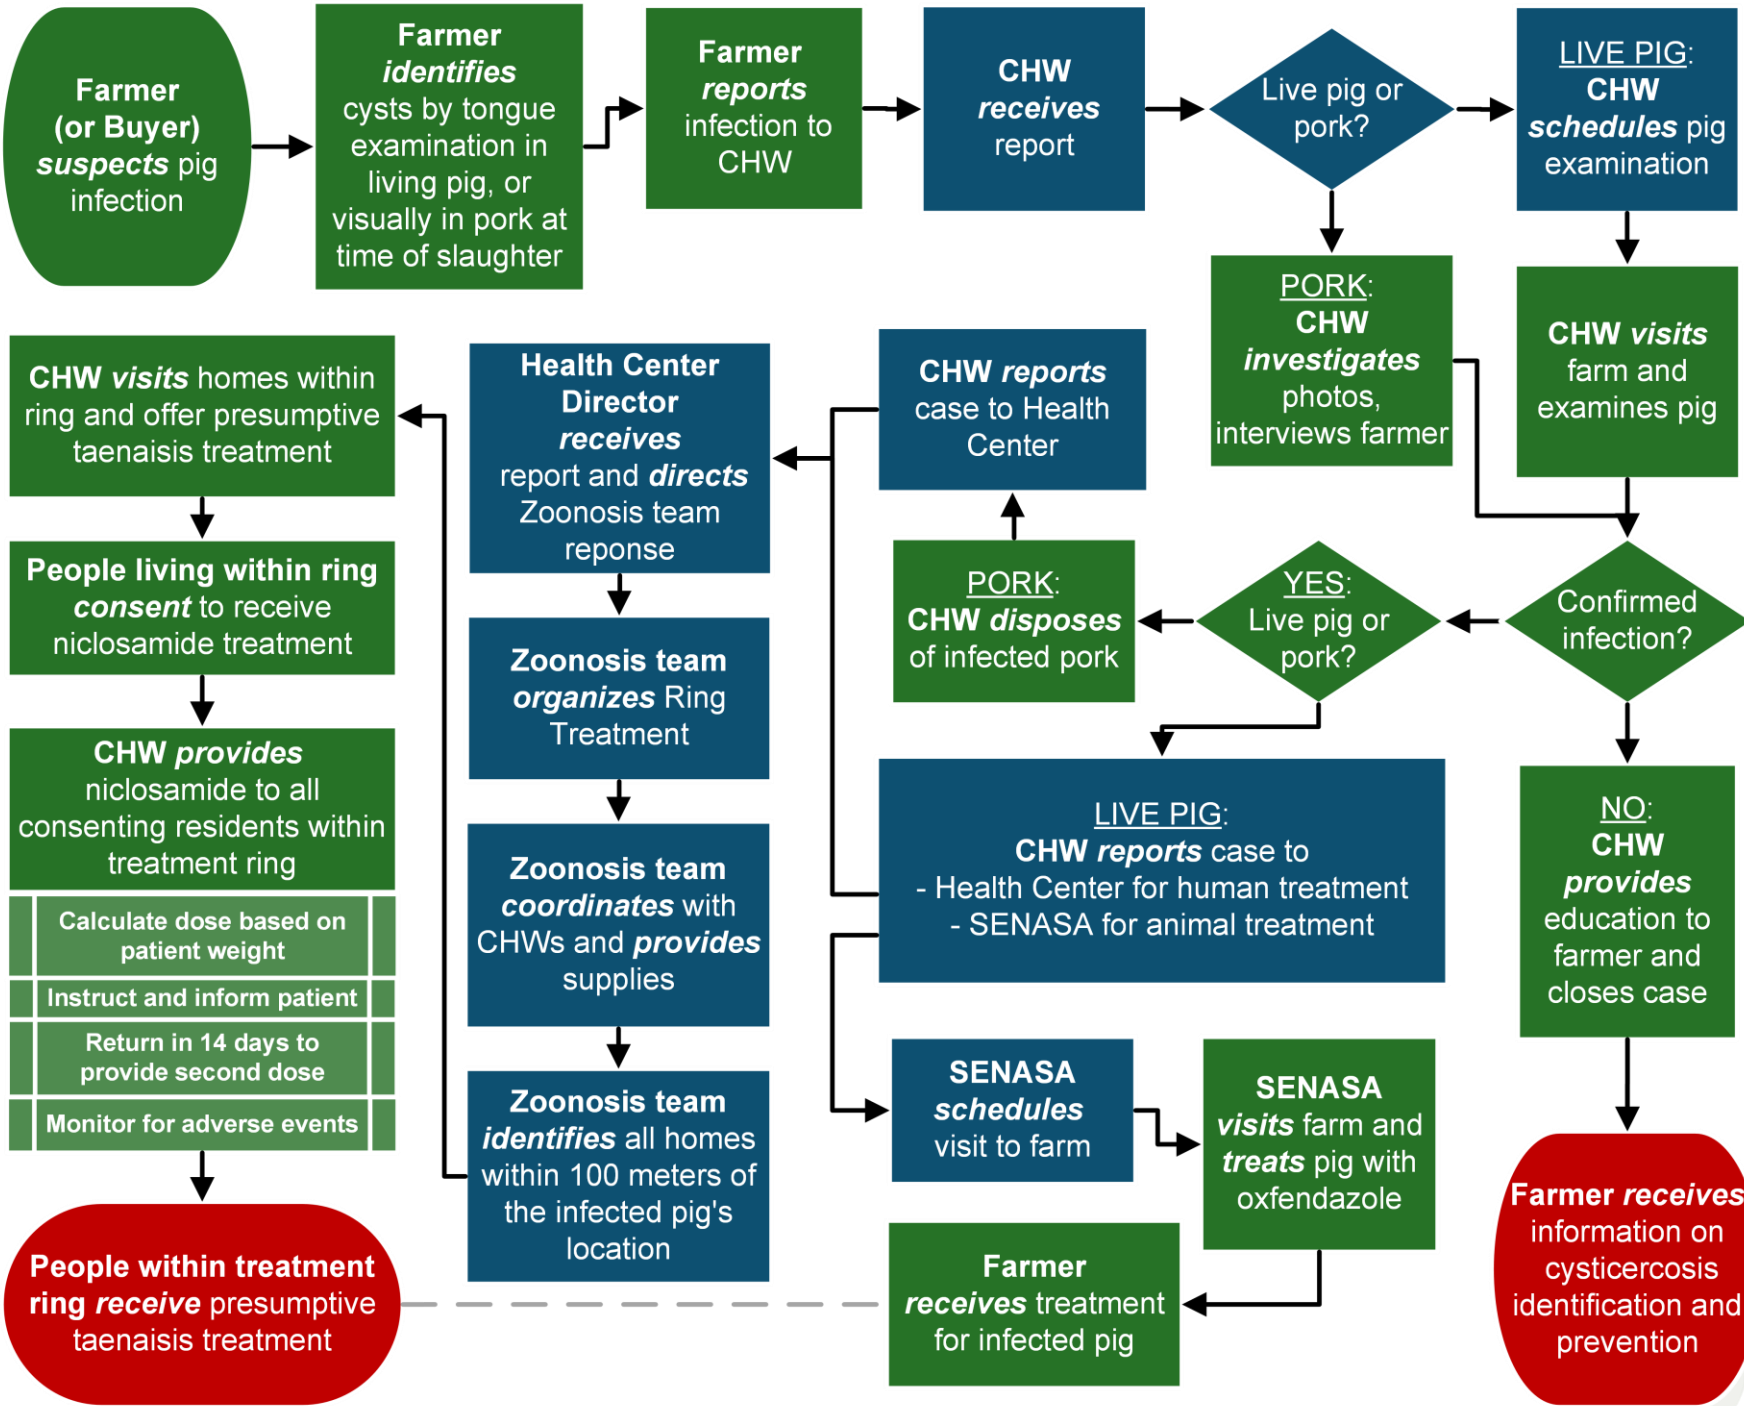 Farmer
(or Buyer)
suspects pig
infection
Farmer
identifies
cysts by tongue
examination in
living pig, or
visually in pork at
time of slaughter
Farmer
reports
infection to
CHW
CHW
receives
report
Live pig or
pork?
LIVE PIG:
CHW
schedules pig
examination
PORK:
CHW
investigates
photos,
interviews farmer
CHW visits
farm and
examines pig
Confirmed
infection?
YES:
Live pig or
pork?
PORK:
CHW disposes
of infected pork
CHW reports
case to Health
Center
LIVE PIG:
CHW reports case to
- Health Center for human treatment
- SENASA for animal treatment
NO:
CHW
provides
education to
farmer and
closes case
Farmer receives
information on
cysticercosis
identification and
prevention
SENASA
schedules
visit to farm
SENASA
visits farm and
treats pig with
oxfendazole
Farmer
receives treatment
for infected pig
Health Center
Director
receives
report and directs
Zoonosis team
reponse
Zoonosis team
organizes Ring
Treatment
Zoonosis team
coordinates with
CHWs and provides
supplies
Zoonosis team
identifies all homes
within 100 meters of
the infected pig's
location
CHW visits homes within
ring and offer presumptive
taenaisis treatment
People living within ring
consent to receive
niclosamide treatment
CHW provides
niclosamide to all
consenting residents within
treatment ring
Calculate dose based on
patient weight
Instruct and inform patient
Return in 14 days to
provide second dose
Monitor for adverse events
People within treatment
ring receive presumptive
taenaisis treatment